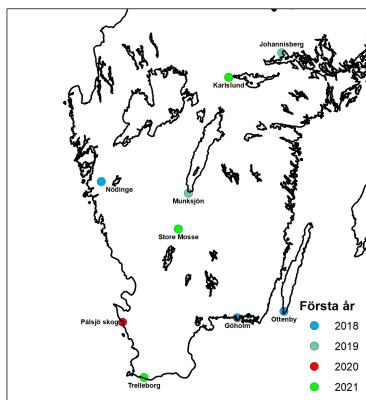 Johannisberg
Karlslund
Nödinge
Munksjön
Store Mosse
Pålsjö skog
Göholm
Ottenby
Trelleborg
Första år
2018
2019
2020
2021